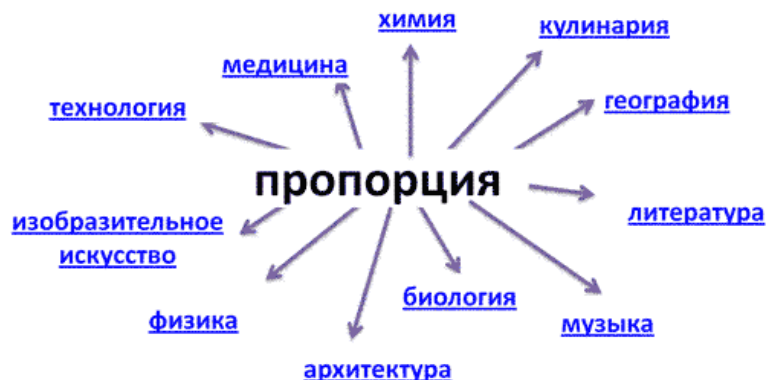 химия
кулинария
медицина
география
технология
пропорция
литература
изобразительное
искусство
биология
физика
музыка
архитектура